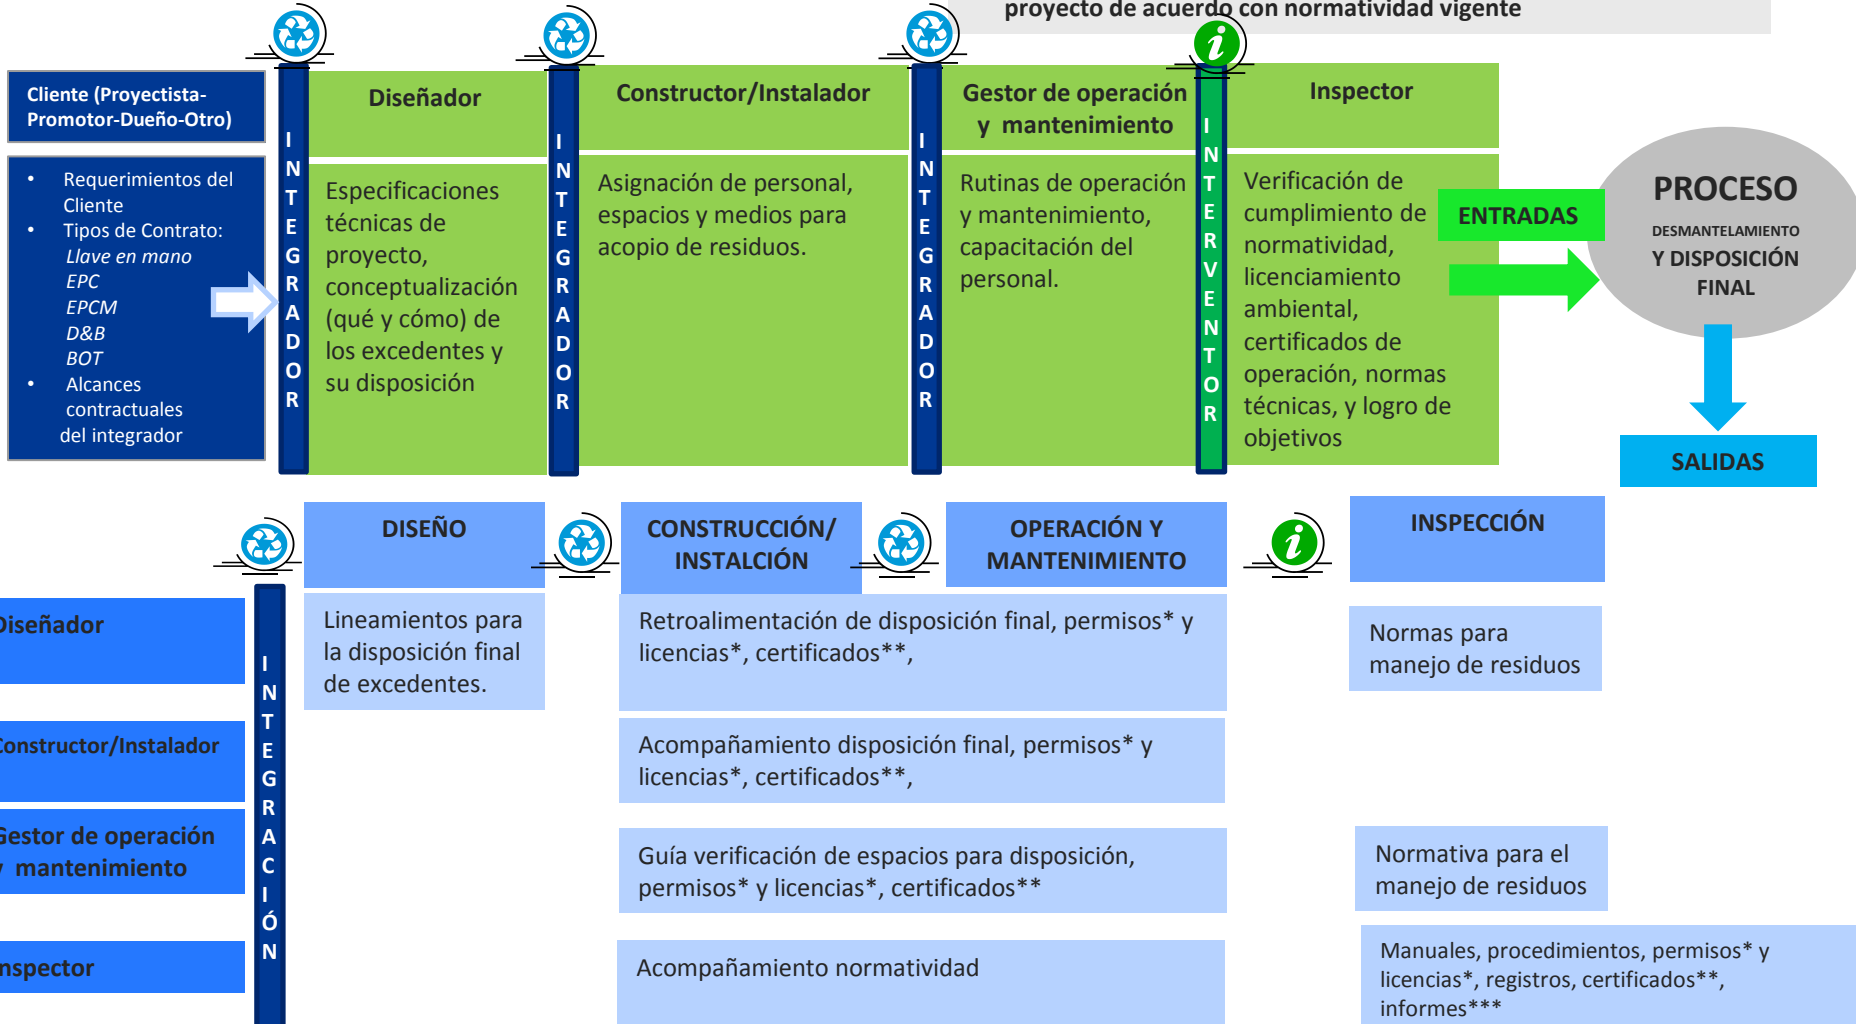 proyecto de acuerdo con normatividad vigente
Cliente (Proyectista-
Promotor-Dueño-Otro)
• Requerimientos del
Cliente
• Tipos de Contrato:
Llave en mano
EPC
EPCM
D&B
BOT
• Alcances
contractuales
del integrador
INTEGRADOR
Diseñador
Especificaciones
técnicas de
proyecto,
conceptualización
(qué y cómo) de
los excedentes y
su disposición
INTEGRADOR
Constructor/Instalador
Asignación de personal,
espacios y medios para
acopio de residuos.
INTEGRADOR
Gestor de operación
y mantenimiento
Rutinas de operación
y mantenimiento,
capacitación del
personal.
i
INTERVENTOR
Inspector
Verificación de
cumplimiento de
normatividad,
licenciamiento
ambiental,
certificados de
operación, normas
técnicas, y logro de
objetivos
ENTRADAS
PROCESO
DESMANTELAMIENTO
Y DISPOSICIÓN
FINAL
SALIDAS
DISEÑO
CONSTRUCCIÓN/
INSTALCIÓN
OPERACIÓN Y
MANTENIMIENTO
i
INSPECCIÓN
INTEGRACIÓN
Diseñador
Lineamientos para
la disposición final
de excedentes.
Retroalimentación de disposición final, permisos* y
licencias*, certificados**,
Normas para
manejo de residuos
Constructor/Instalador
Acompañamiento disposición final, permisos* y
licencias*, certificados**,
Gestor de operación
y mantenimiento
Guía verificación de espacios para disposición,
permisos* y licencias*, certificados**
Normativa para el
manejo de residuos
Inspector
Acompañamiento normatividad
Manuales, procedimientos, permisos* y
licencias*, registros, certificados**,
informes***